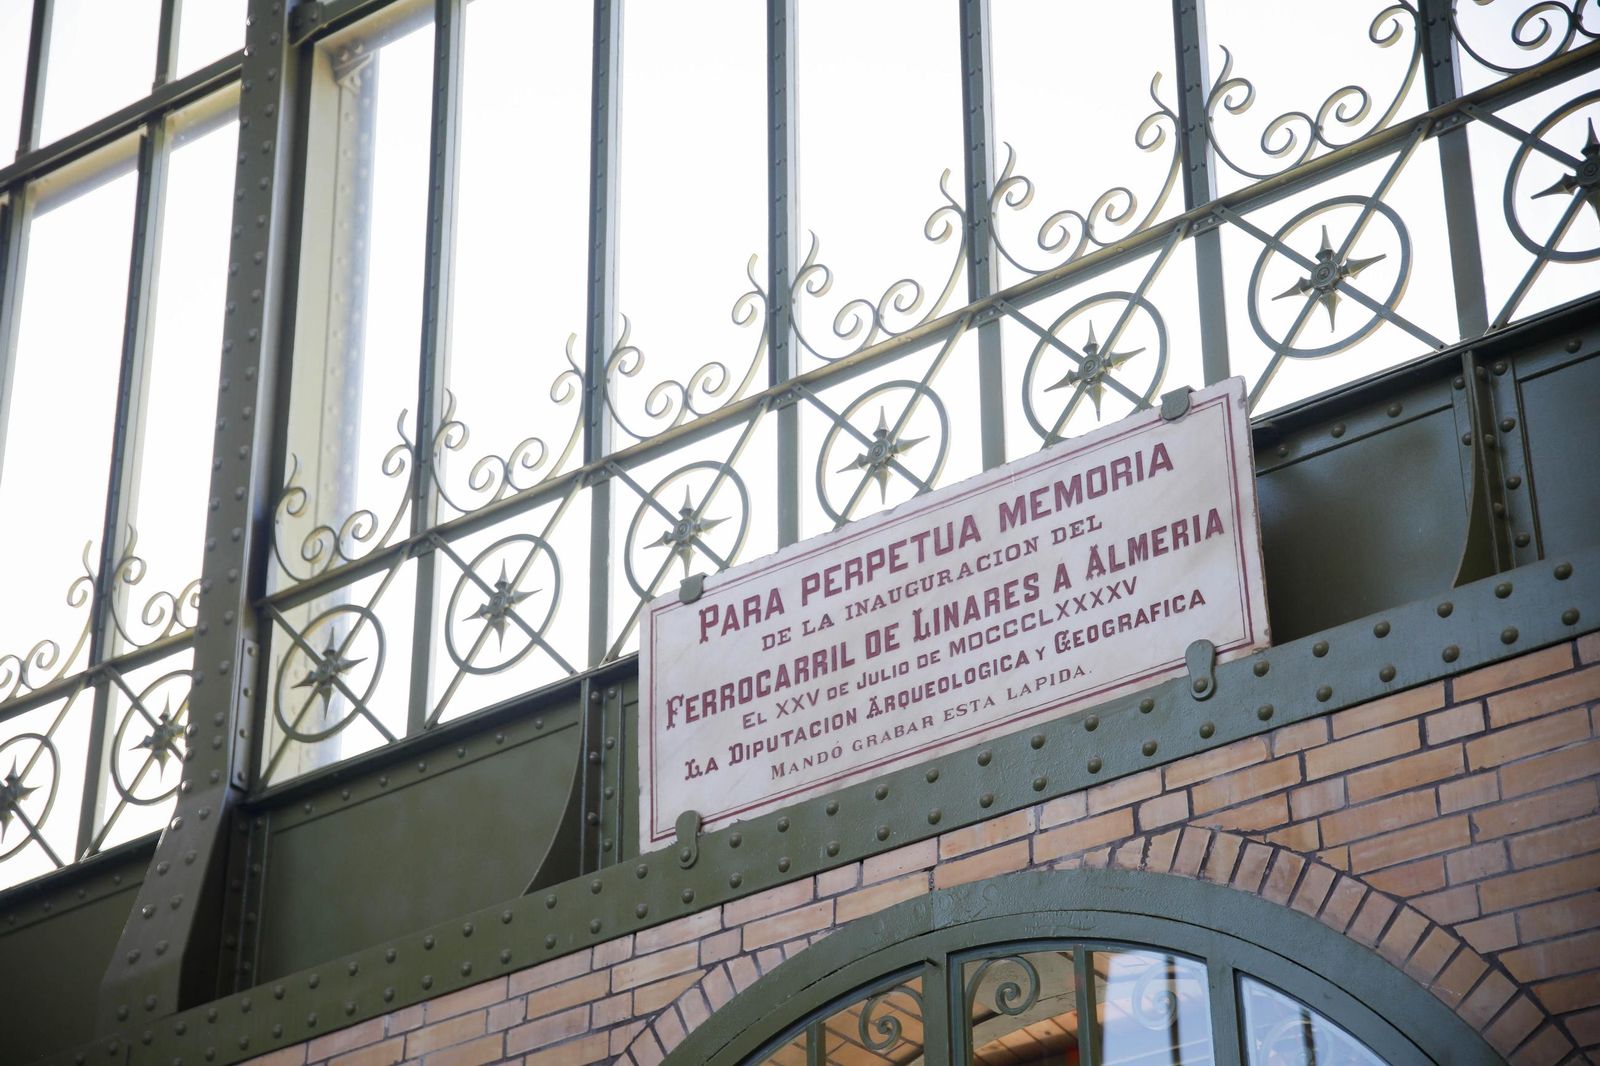 PARA PERPETUA MEMORIA
DE LA INAUGURACION DEL
FERROCARRIL DE LINARES A ALMERIA
EL XXV DE JULIO DE MDCCCLXXXXV
LA DIPUTACION ARQUEOLOGICA Y GEOGRAFICA
MANDÓ GRABAR ESTA LAPIDA.